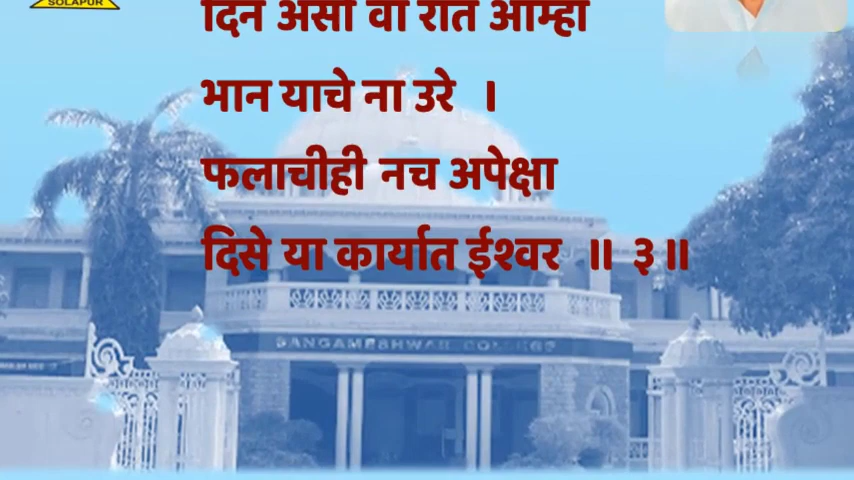 SOLAPUR
दिन असो वा रात आम्हा
भान याचे ना उरे ।
फलाचीही नच अपेक्षा
दिसे या कार्यात ईश्वर ॥ ३ ॥
SANGAMESHWAR COLLEGE